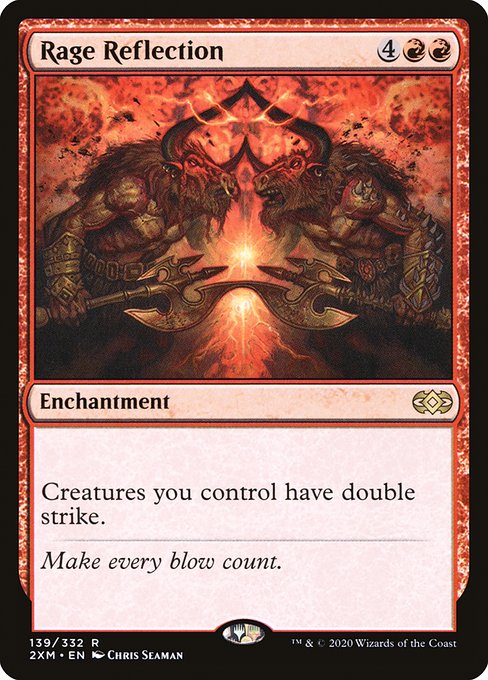 Rage Reflection 4
Enchantment
Creatures you control have double
strike.
Make every blow count.
139/332 R
2XM • EN Chris Seaman
™ & © 2020 Wizards of the Coast